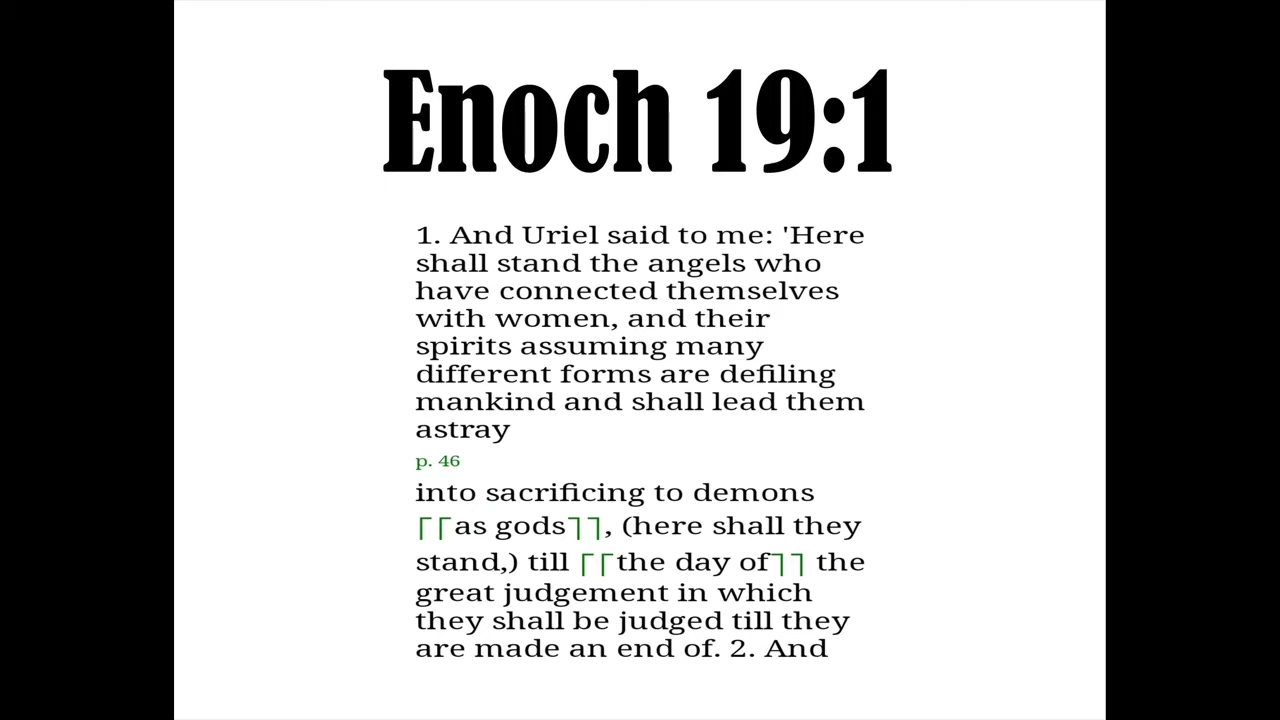 Enoch 19:1
1. And Uriel said to me: 'Here
shall stand the angels who
have connected themselves
with women, and their
spirits assuming many
different forms are defiling
mankind and shall lead them
astray
p. 46
into sacrificing to demons
⌈⌈as gods⌉⌉, (here shall they
stand,) till ⌈⌈the day of⌉⌉ the
great judgement in which
they shall be judged till they
are made an end of. 2. And